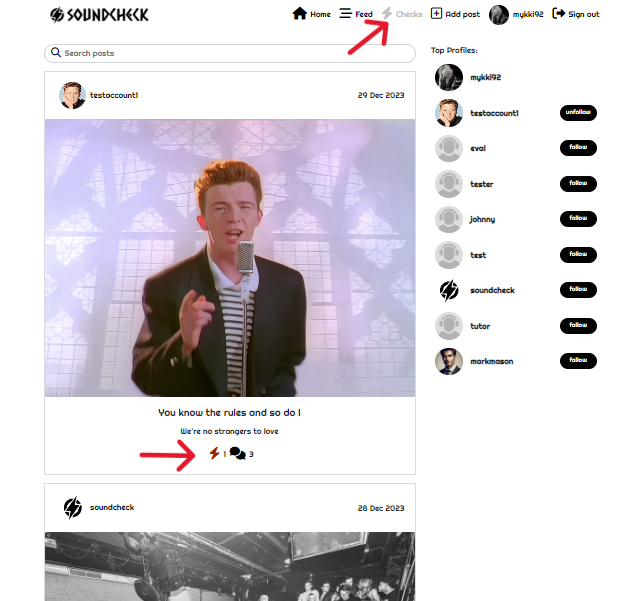 SOUNDCHECK
Home Feed Checks Add post mykki92 Sign out
Search posts
testaccount1 29 Dec 2023
You know the rules and so do I
We're no strangers to love
1 3
soundcheck 28 Dec 2023
Top Profiles:
mykki92
testaccount1 unfollow
eval follow
tester follow
johnny follow
test follow
soundcheck follow
tutor follow
markmason follow